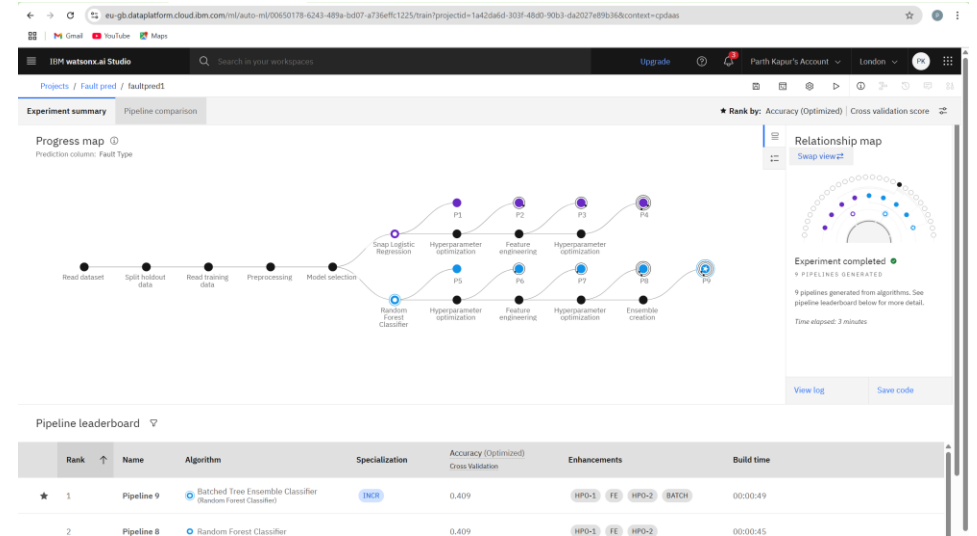 eu-gb.dataplatform.cloud.ibm.com/ml/auto-ml/00650178-6243-489a-bd07-a736effc1225/train?projectid=1a42da6d-303f-48d0-90b3-da2027e89b36&context=cpdaas
Gmail YouTube Maps
IBM watsonx.ai Studio Search in your workspaces Upgrade 3 Parth Kapur's Account London PK
Projects / Fault pred / faultpred1
Experiment summary Pipeline comparison ★ Rank by: Accuracy (Optimized) | Cross validation score
Progress map
Prediction column: Fault Type
Relationship map
Swap view
P1 P2 P3 P4
Snap Logistic Regression
Hyperparameter optimization
Feature engineering
Hyperparameter optimization
Read dataset
Split holdout data
Read training data
Preprocessing
Model selection
P5 P6 P7 P8 P9
Random Forest Classifier
Hyperparameter optimization
Feature engineering
Hyperparameter optimization
Ensemble creation
Experiment completed
9 PIPELINES GENERATED
9 pipelines generated from algorithms. See
pipeline leaderboard below for more detail.
Time elapsed: 3 minutes
View log Save code
Pipeline leaderboard
Rank Name Algorithm Specialization Accuracy (Optimized) Cross Validation Enhancements Build time
★ 1 Pipeline 9 Batched Tree Ensemble Classifier (Random Forest Classifier) INCR 0.409 HPO-1 FE HPO-2 BATCH 00:00:49
2 Pipeline 8 Random Forest Classifier 0.409 HPO-1 FE HPO-2 00:00:45